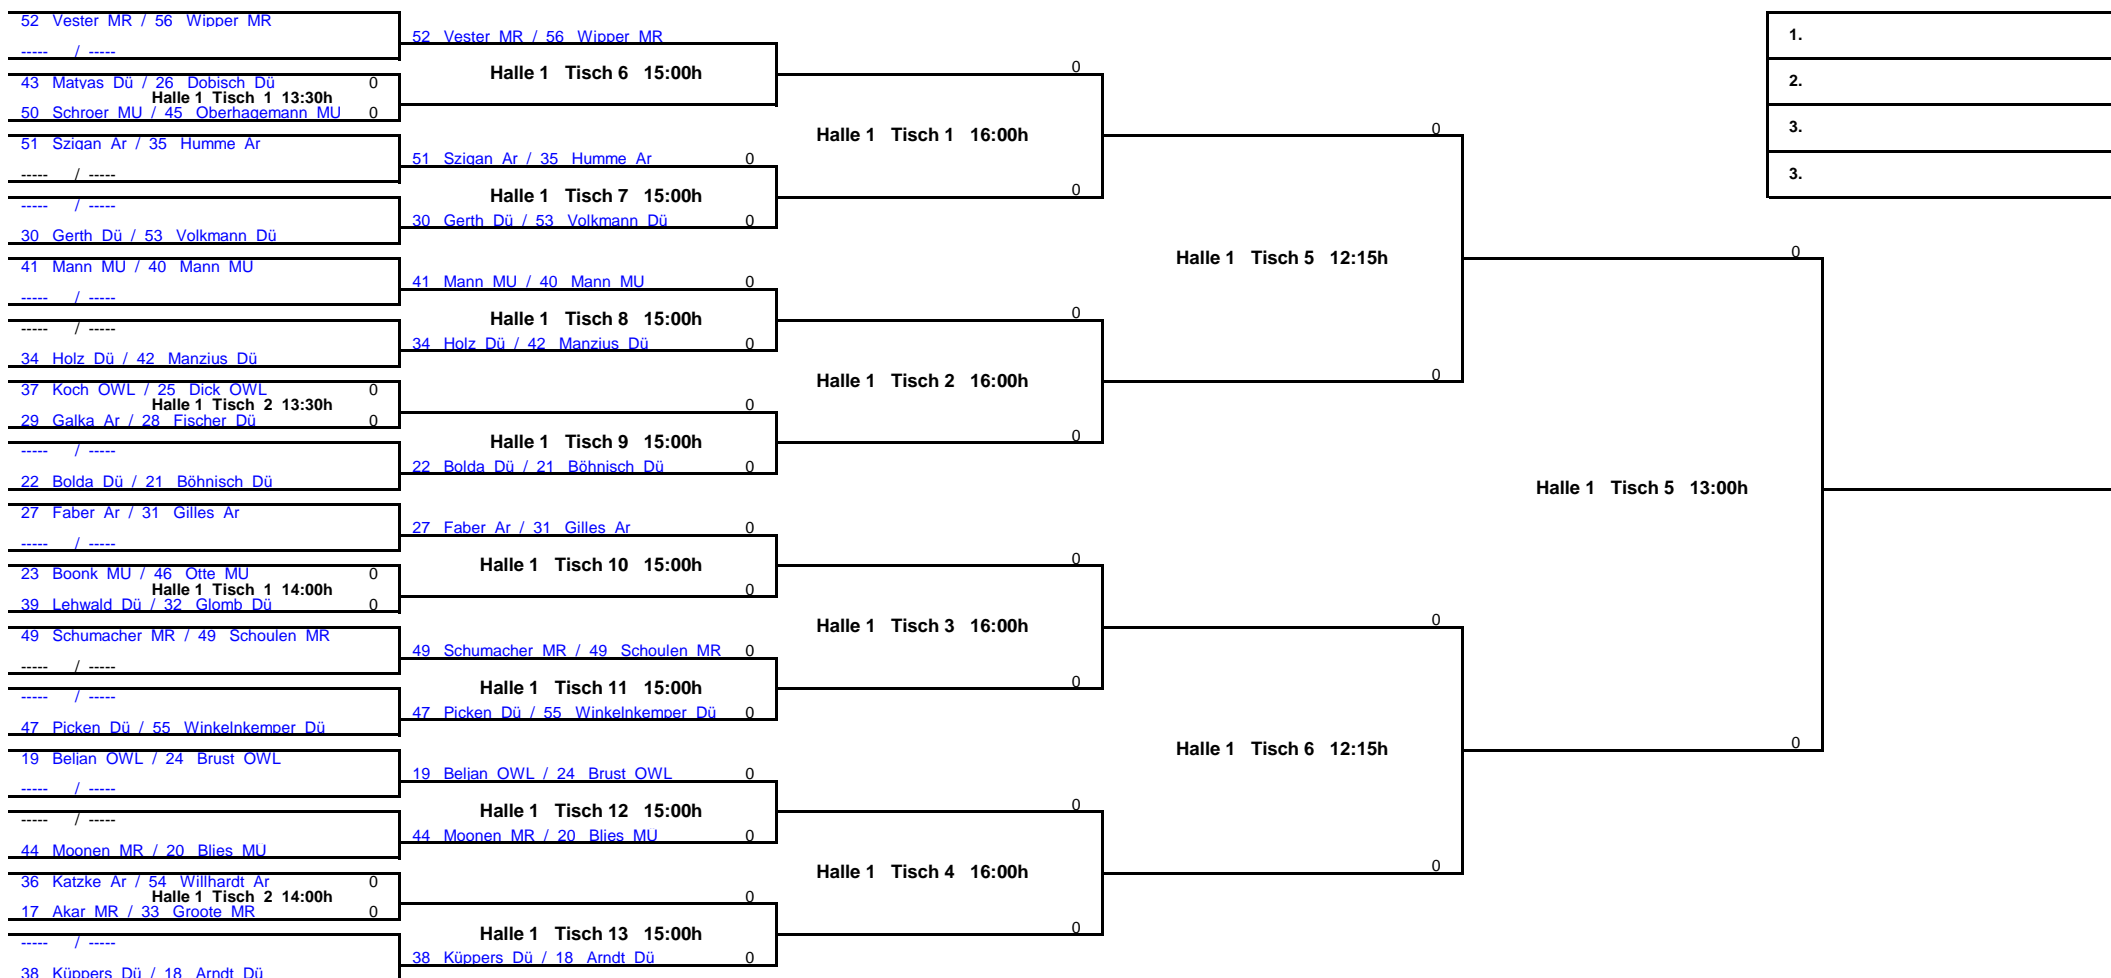 52 Vester MR / 56 Wipper MR
----- / -----
43 Matyas Dü / 26 Dobisch Dü 0
Halle 1 Tisch 1 13:30h
50 Schroer MU / 45 Oberhagemann MU 0
51 Szigan Ar / 35 Humme Ar
----- / -----
----- / -----
30 Gerth Dü / 53 Volkmann Dü
41 Mann MU / 40 Mann MU
----- / -----
----- / -----
34 Holz Dü / 42 Manzius Dü
37 Koch OWL / 25 Dick OWL 0
Halle 1 Tisch 2 13:30h
29 Galka Ar / 28 Fischer Dü 0
----- / -----
22 Bolda Dü / 21 Böhnisch Dü
27 Faber Ar / 31 Gilles Ar
----- / -----
23 Boonk MU / 46 Otte MU 0
Halle 1 Tisch 1 14:00h
39 Lehwald Dü / 32 Glomb Dü 0
49 Schumacher MR / 49 Schoulen MR
----- / -----
----- / -----
47 Picken Dü / 55 Winkelnkemper Dü
19 Beljan OWL / 24 Brust OWL
----- / -----
----- / -----
44 Moonen MR / 20 Blies MU
36 Katzke Ar / 54 Willhardt Ar 0
Halle 1 Tisch 2 14:00h
17 Akar MR / 33 Groote MR 0
----- / -----
38 Küppers Dü / 18 Arndt Dü
52 Vester MR / 56 Wipper MR
Halle 1 Tisch 6 15:00h
51 Szigan Ar / 35 Humme Ar 0
Halle 1 Tisch 7 15:00h
30 Gerth Dü / 53 Volkmann Dü 0
41 Mann MU / 40 Mann MU 0
Halle 1 Tisch 8 15:00h
34 Holz Dü / 42 Manzius Dü 0
0
Halle 1 Tisch 9 15:00h
22 Bolda Dü / 21 Böhnisch Dü 0
27 Faber Ar / 31 Gilles Ar 0
Halle 1 Tisch 10 15:00h
0
49 Schumacher MR / 49 Schoulen MR 0
Halle 1 Tisch 11 15:00h
47 Picken Dü / 55 Winkelnkemper Dü 0
19 Beljan OWL / 24 Brust OWL 0
Halle 1 Tisch 12 15:00h
44 Moonen MR / 20 Blies MU 0
0
Halle 1 Tisch 13 15:00h
38 Küppers Dü / 18 Arndt Dü 0
0
Halle 1 Tisch 1 16:00h
0
0
Halle 1 Tisch 2 16:00h
0
0
Halle 1 Tisch 3 16:00h
0
0
Halle 1 Tisch 4 16:00h
0
0
Halle 1 Tisch 5 12:15h
0
0
Halle 1 Tisch 6 12:15h
0
0
Halle 1 Tisch 5 13:00h
0
1.
2.
3.
3.